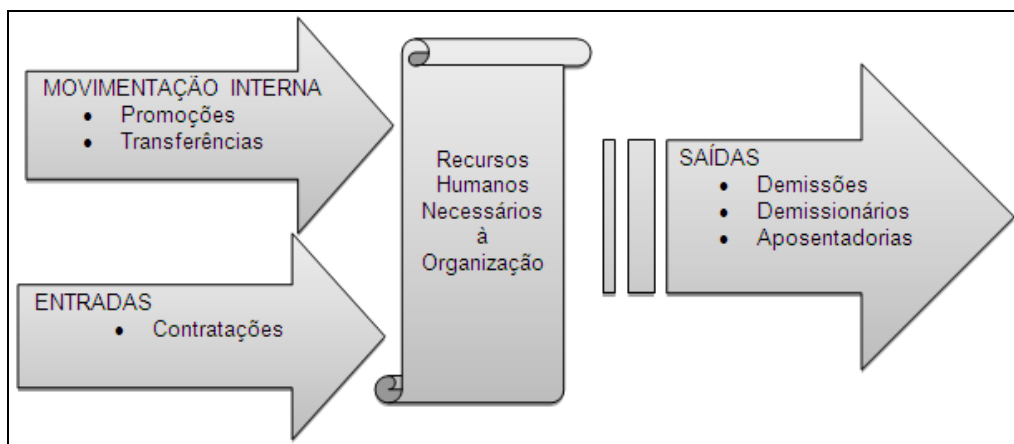 MOVIMENTAÇÃO INTERNA
• Promoções
• Transferências
ENTRADAS
• Contratações
Recursos
Humanos
Necessários
à
Organização
SAÍDAS
• Demissões
• Demissionários
• Aposentadorias